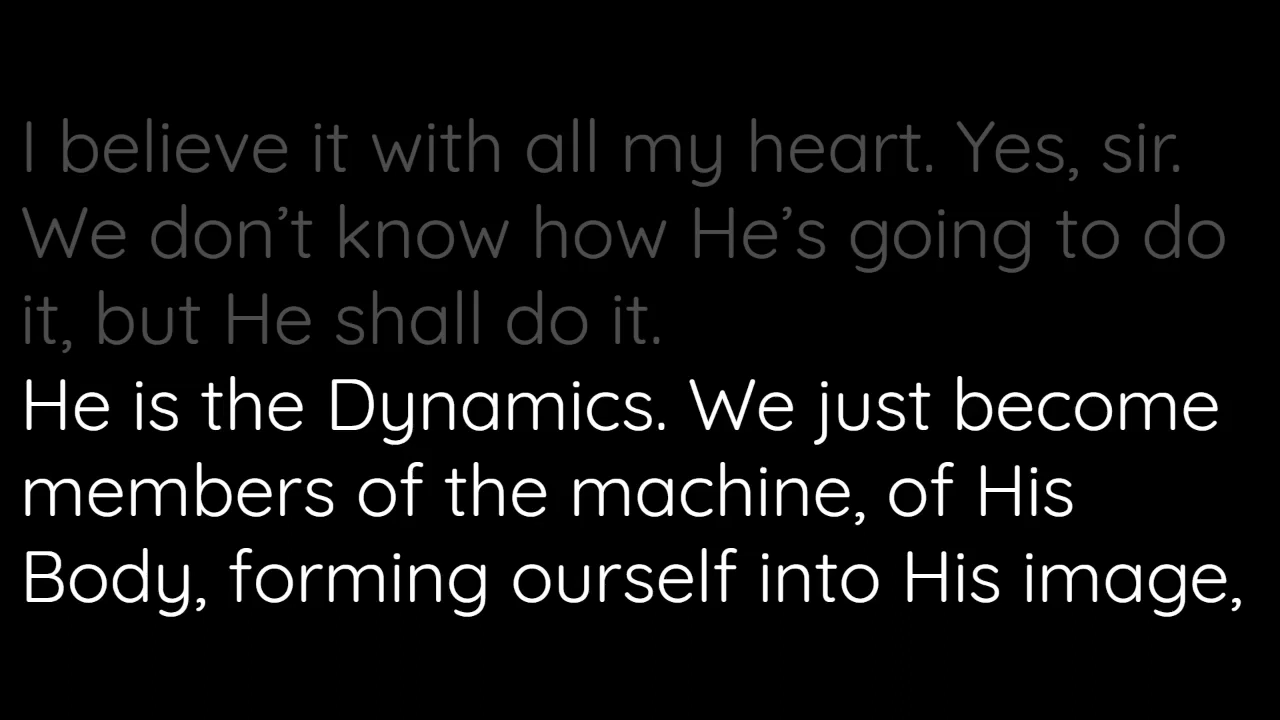 I believe it with all my heart. Yes, sir.
We don’t know how He’s going to do
it, but He shall do it.
He is the Dynamics. We just become
members of the machine, of His
Body, forming ourself into His image,